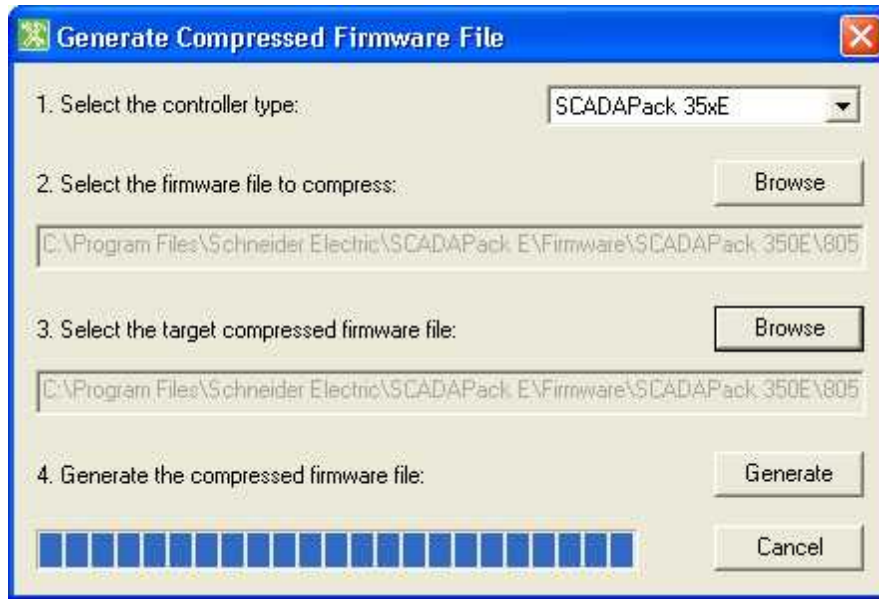 Generate Compressed Firmware File
1. Select the controller type: SCADAPack 35xE
2. Select the firmware file to compress: Browse
C:\Program Files\Schneider Electric\SCADAPack E\Firmware\SCADAPack 350E\805
3. Select the target compressed firmware file: Browse
C:\Program Files\Schneider Electric\SCADAPack E\Firmware\SCADAPack 350E\805
4. Generate the compressed firmware file: Generate
Cancel